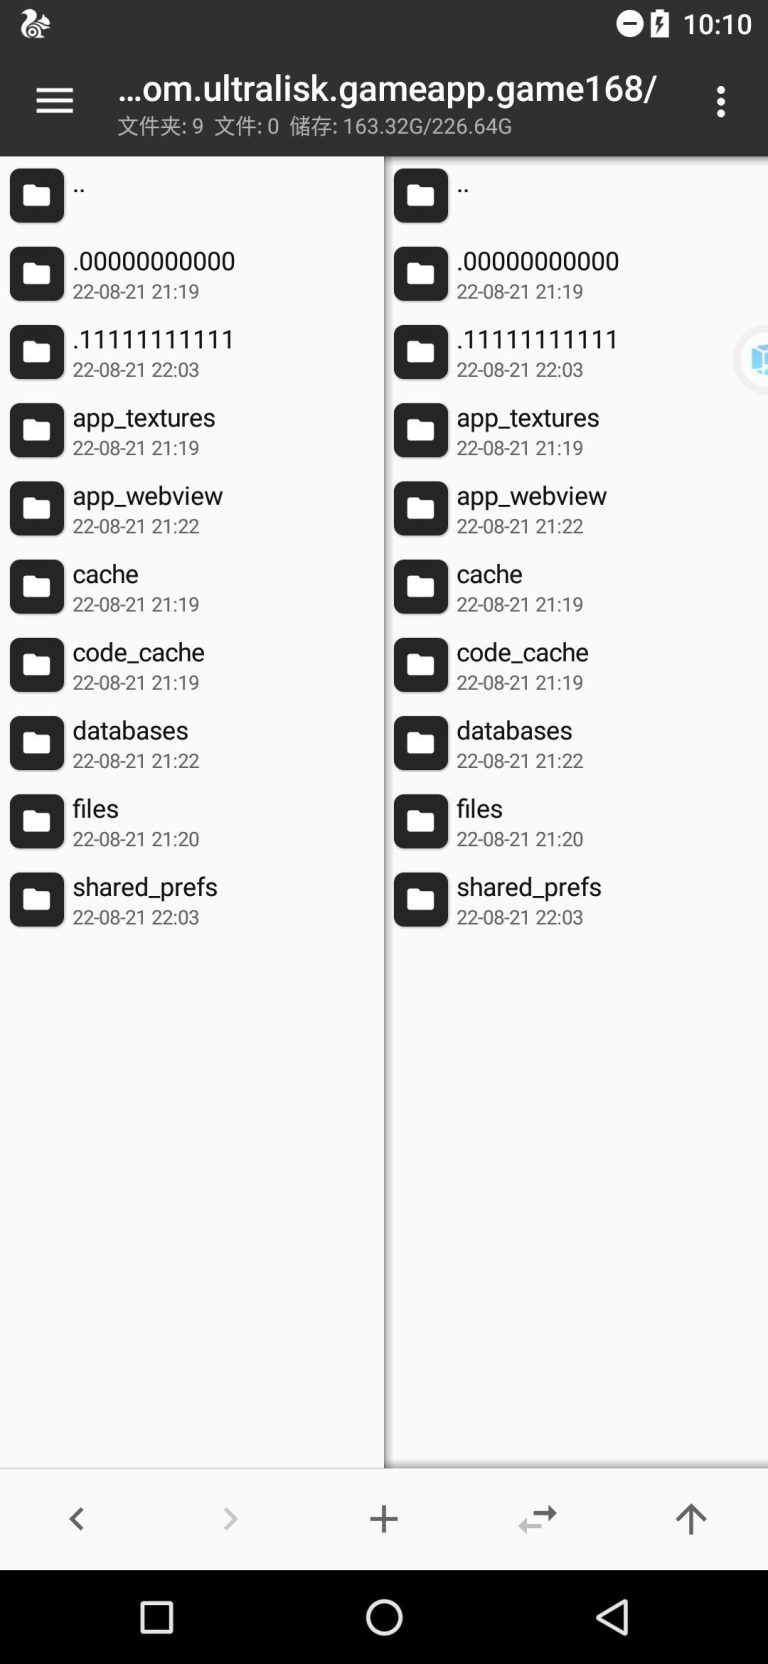 10:10
...om.ultralisk.gameapp.game168/
文件夹: 9 文件: 0 储存: 163.32G/226.64G
..
.00000000000
22-08-21 21:19
.11111111111
22-08-21 22:03
app_textures
22-08-21 21:19
app_webview
22-08-21 21:22
cache
22-08-21 21:19
code_cache
22-08-21 21:19
databases
22-08-21 21:22
files
22-08-21 21:20
shared_prefs
22-08-21 22:03
..
.00000000000
22-08-21 21:19
.11111111111
22-08-21 22:03
app_textures
22-08-21 21:19
app_webview
22-08-21 21:22
cache
22-08-21 21:19
code_cache
22-08-21 21:19
databases
22-08-21 21:22
files
22-08-21 21:20
shared_prefs
22-08-21 22:03